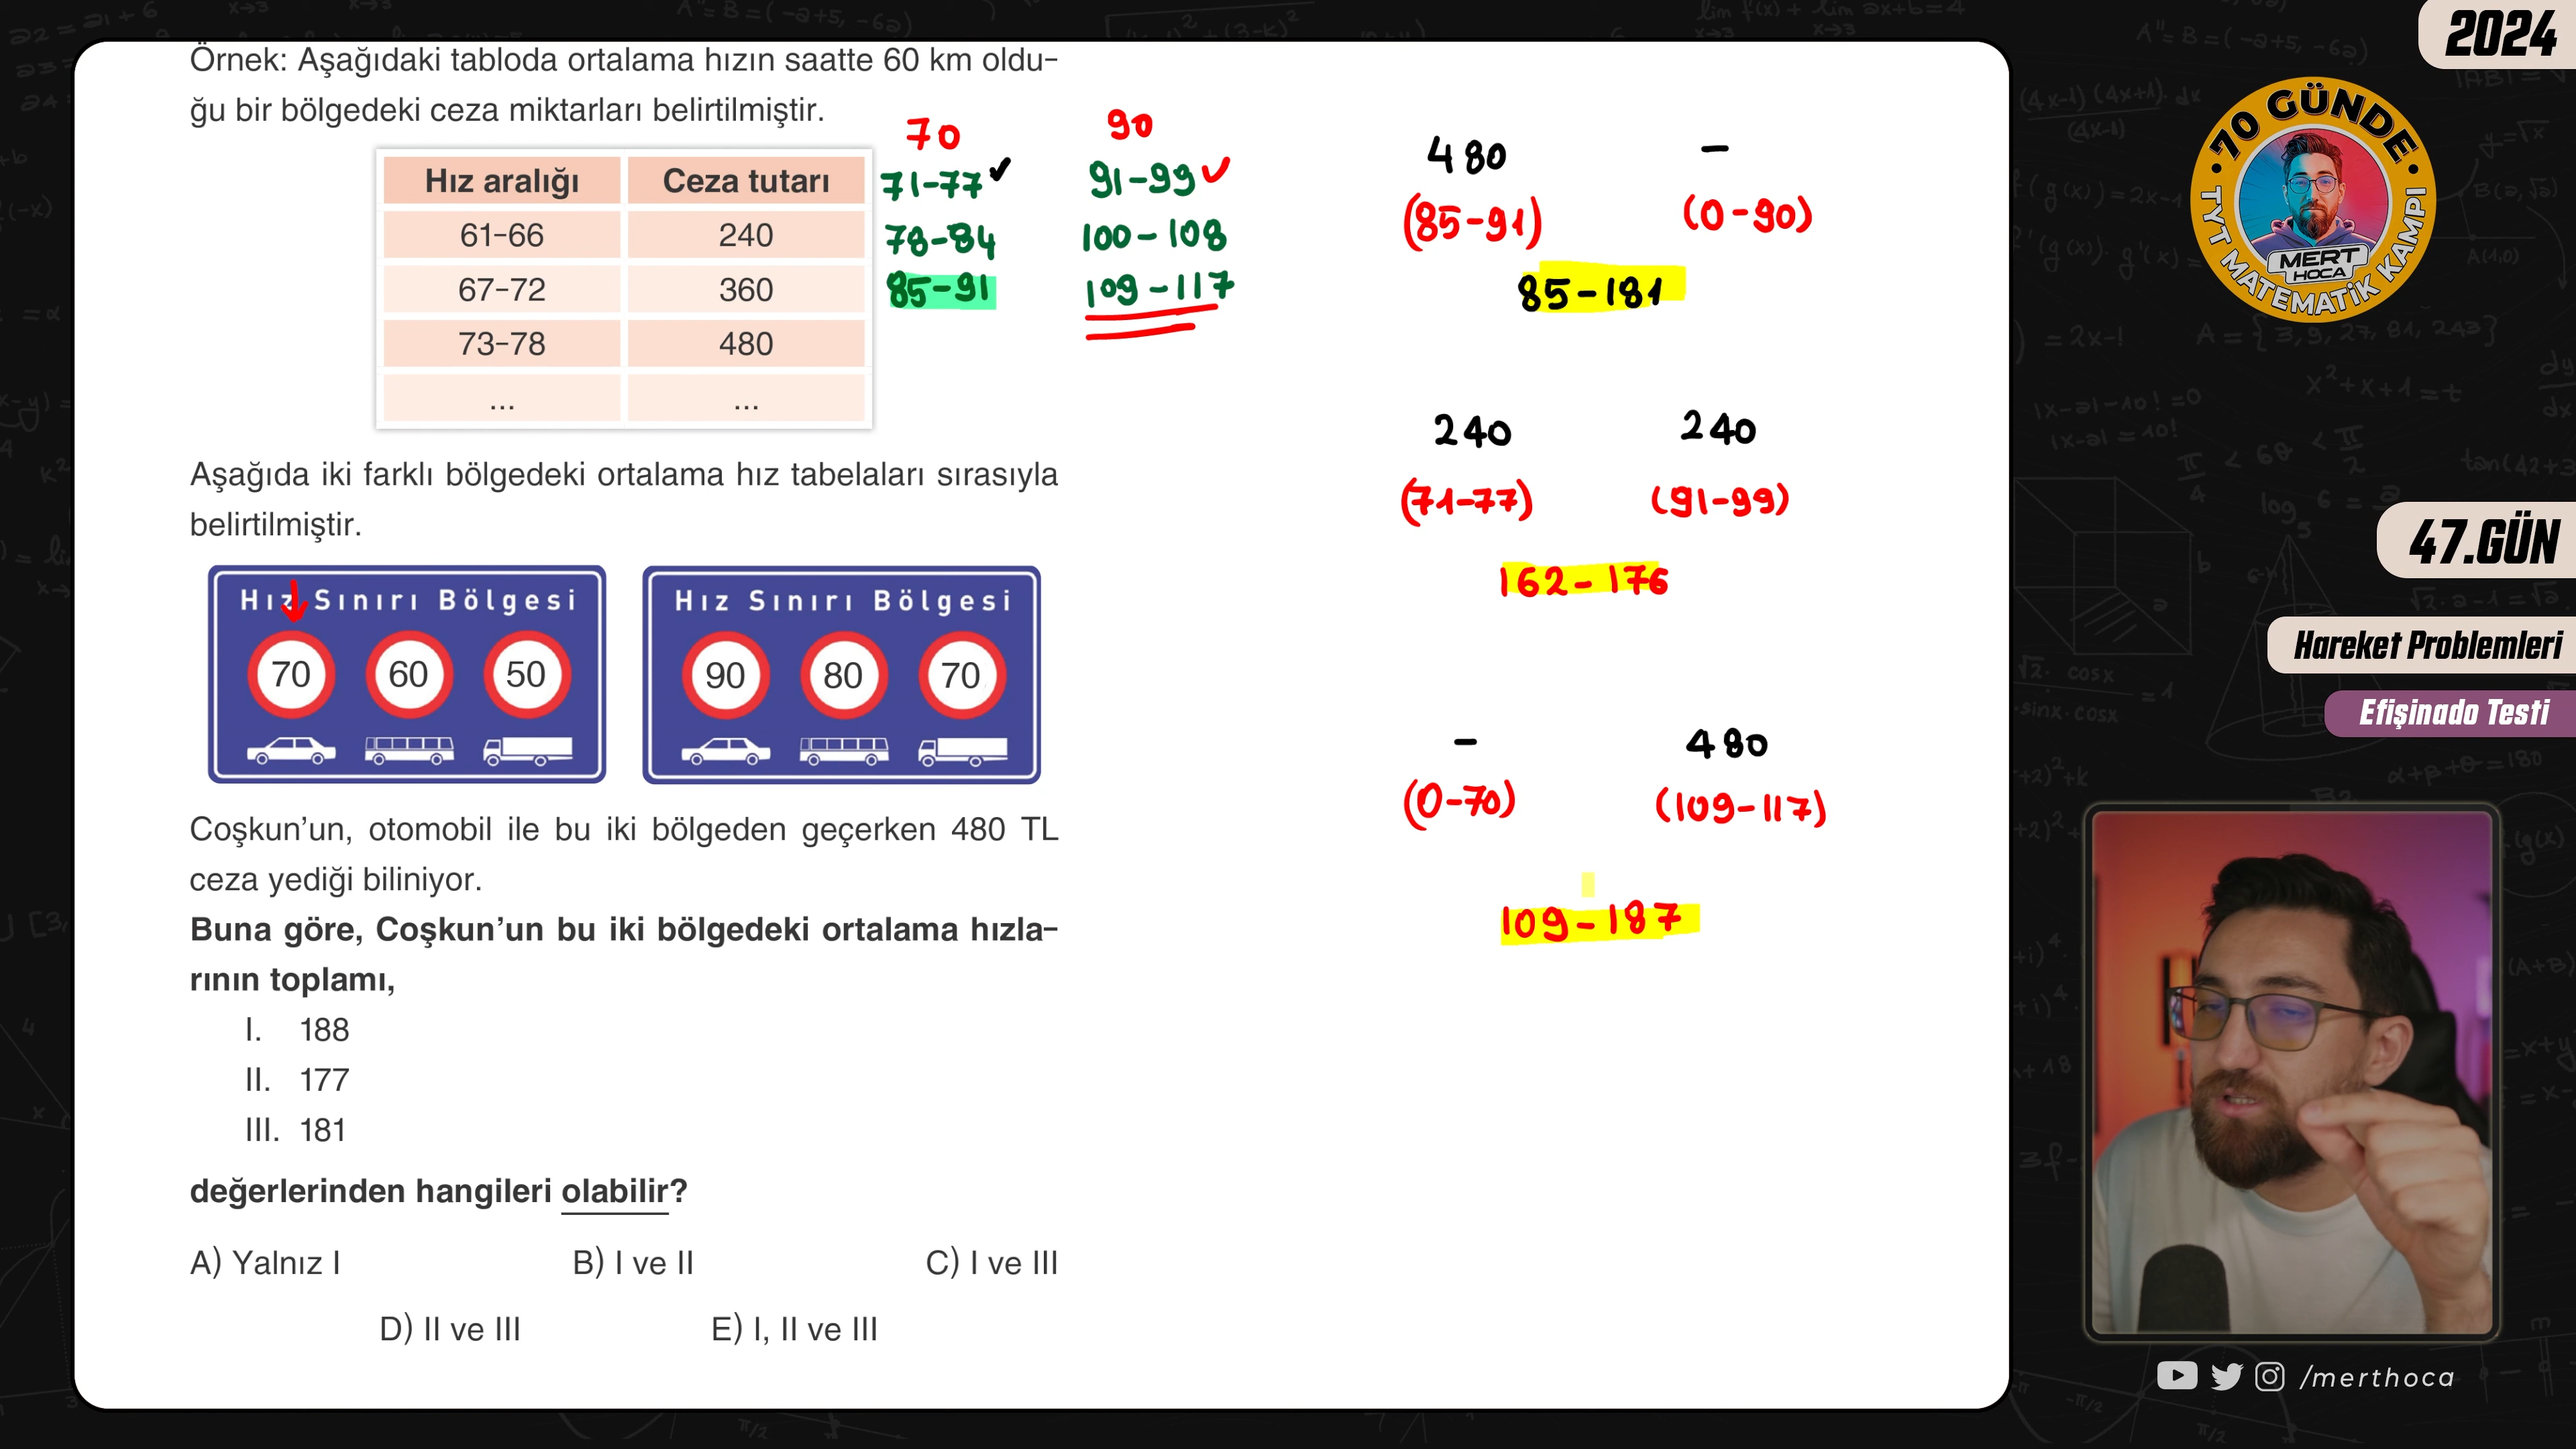 2024
Örnek: Aşağıdaki tabloda ortalama hızın saatte 60 km oldu-
ğu bir bölgedeki ceza miktarları belirtilmiştir.
Hız aralığı Ceza tutarı
61-66 240
67-72 360
73-78 480
... ...
70
71-77
78-84
85-91
90
91-99
100-108
109-117
480 -
(85-91) (0-90)
85-181
240 240
(71-77) (91-99)
162-176
- 480
(0-70) (109-117)
109-187
Aşağıda iki farklı bölgedeki ortalama hız tabelaları sırasıyla
belirtilmiştir.
Hız Sınırı Bölgesi
70 60 50
Hız Sınırı Bölgesi
90 80 70
Coşkun'un, otomobil ile bu iki bölgeden geçerken 480 TL
ceza yediği biliniyor.
Buna göre, Coşkun'un bu iki bölgedeki ortalama hızla-
rının toplamı,
I. 188
II. 177
III. 181
değerlerinden hangileri olabilir?
A) Yalnız I B) I ve II C) I ve III
D) II ve III E) I, II ve III
70 GÜNDE
TYT MATEMATİK KAMPI
MERT
HOCA
47.GÜN
Hareket Problemleri
Efişinado Testi
/merthoca